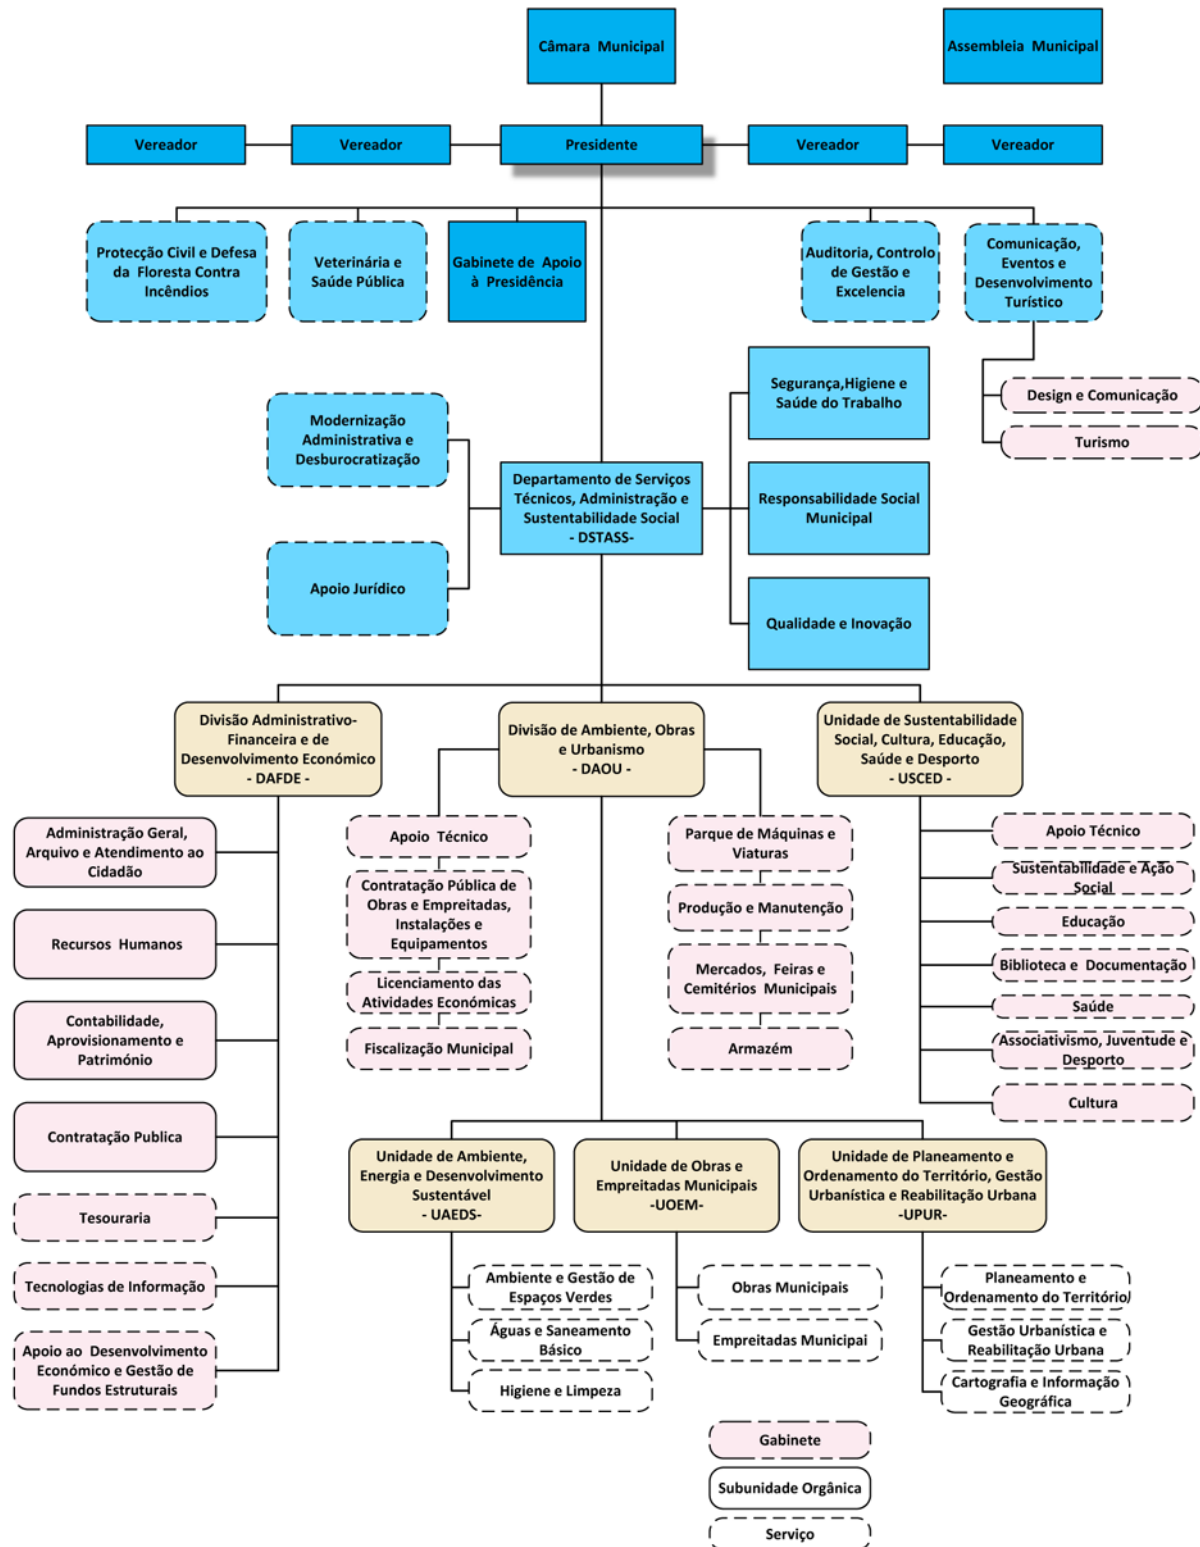 Câmara Municipal
Assembleia Municipal
Vereador
Vereador
Presidente
Vereador
Vereador
Protecção Civil e Defesa
da Floresta Contra
Incêndios
Veterinária e
Saúde Pública
Gabinete de Apoio
à Presidência
Auditoria, Controlo
de Gestão e
Excelencia
Comunicação,
Eventos e
Desenvolvimento
Turístico
Design e Comunicação
Turismo
Segurança,Higiene e
Saúde do Trabalho
Modernização
Administrativa e
Desburocratização
Departamento de Serviços
Técnicos, Administração e
Sustentabilidade Social
- DSTASS-
Responsabilidade Social
Municipal
Apoio Jurídico
Qualidade e Inovação
Divisão Administrativo-
Financeira e de
Desenvolvimento Económico
- DAFDE -
Divisão de Ambiente, Obras
e Urbanismo
- DAOU -
Unidade de Sustentabilidade
Social, Cultura, Educação,
Saúde e Desporto
- USCED -
Administração Geral,
Arquivo e Atendimento ao
Cidadão
Recursos Humanos
Contabilidade,
Aprovisionamento e
Património
Contratação Publica
Tesouraria
Tecnologias de Informação
Apoio ao Desenvolvimento
Económico e Gestão de
Fundos Estruturais
Apoio Técnico
Contratação Pública de
Obras e Empreitadas,
Instalações e
Equipamentos
Licenciamento das
Atividades Económicas
Fiscalização Municipal
Parque de Máquinas e
Viaturas
Produção e Manutenção
Mercados, Feiras e
Cemitérios Municipais
Armazém
Apoio Técnico
Sustentabilidade e Ação
Social
Educação
Biblioteca e Documentação
Saúde
Associativismo, Juventude e
Desporto
Cultura
Unidade de Ambiente,
Energia e Desenvolvimento
Sustentável
- UAEDS-
Unidade de Obras e
Empreitadas Municipais
-UOEM-
Unidade de Planeamento e
Ordenamento do Território, Gestão
Urbanística e Reabilitação Urbana
-UPUR-
Ambiente e Gestão de
Espaços Verdes
Águas e Saneamento
Básico
Higiene e Limpeza
Obras Municipais
Empreitadas Municipai
Planeamento e
Ordenamento do Território
Gestão Urbanística e
Reabilitação Urbana
Cartografia e Informação
Geográfica
Gabinete
Subunidade Orgânica
Serviço